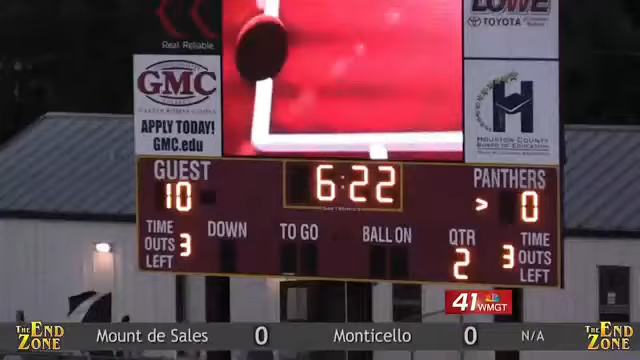 Real Reliable
GMC
APPLY TODAY!
GMC.edu
LOWE
TOYOTA
H
HOUSTON COUNTY
BOARD OF EDUCATION
GUEST
10
6:22
PANTHERS
> 0
TIME OUTS LEFT 3
DOWN
TO GO
BALL ON
QTR
2
3 TIME OUTS LEFT
41 WMGT
The END ZONE
Mount de Sales 0
Monticello 0
N/A
The END ZONE